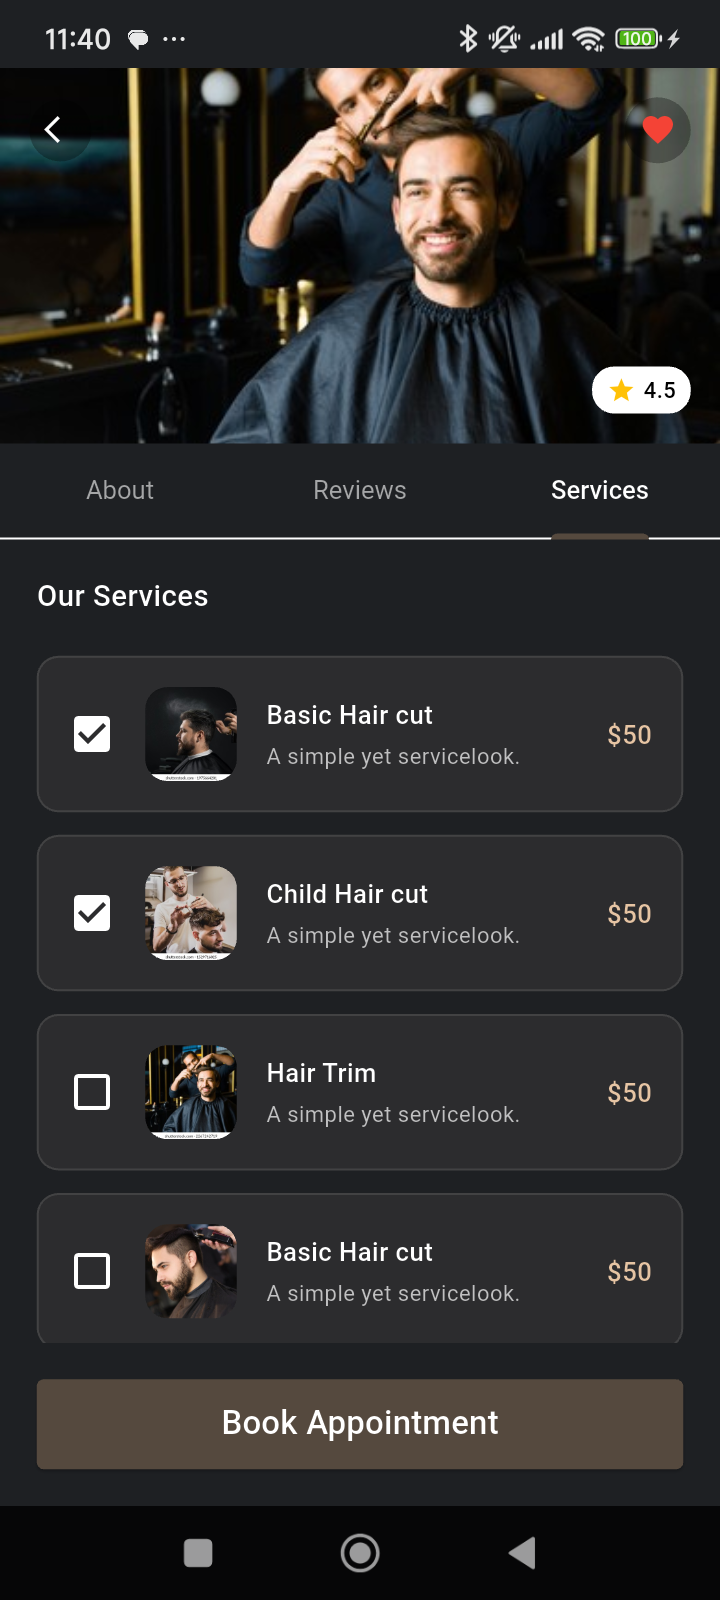 11:40
100
4.5
About Reviews Services
Our Services
Basic Hair cut
A simple yet servicelook.
$50
Child Hair cut
A simple yet servicelook.
$50
Hair Trim
A simple yet servicelook.
$50
Basic Hair cut
A simple yet servicelook.
$50
Book Appointment